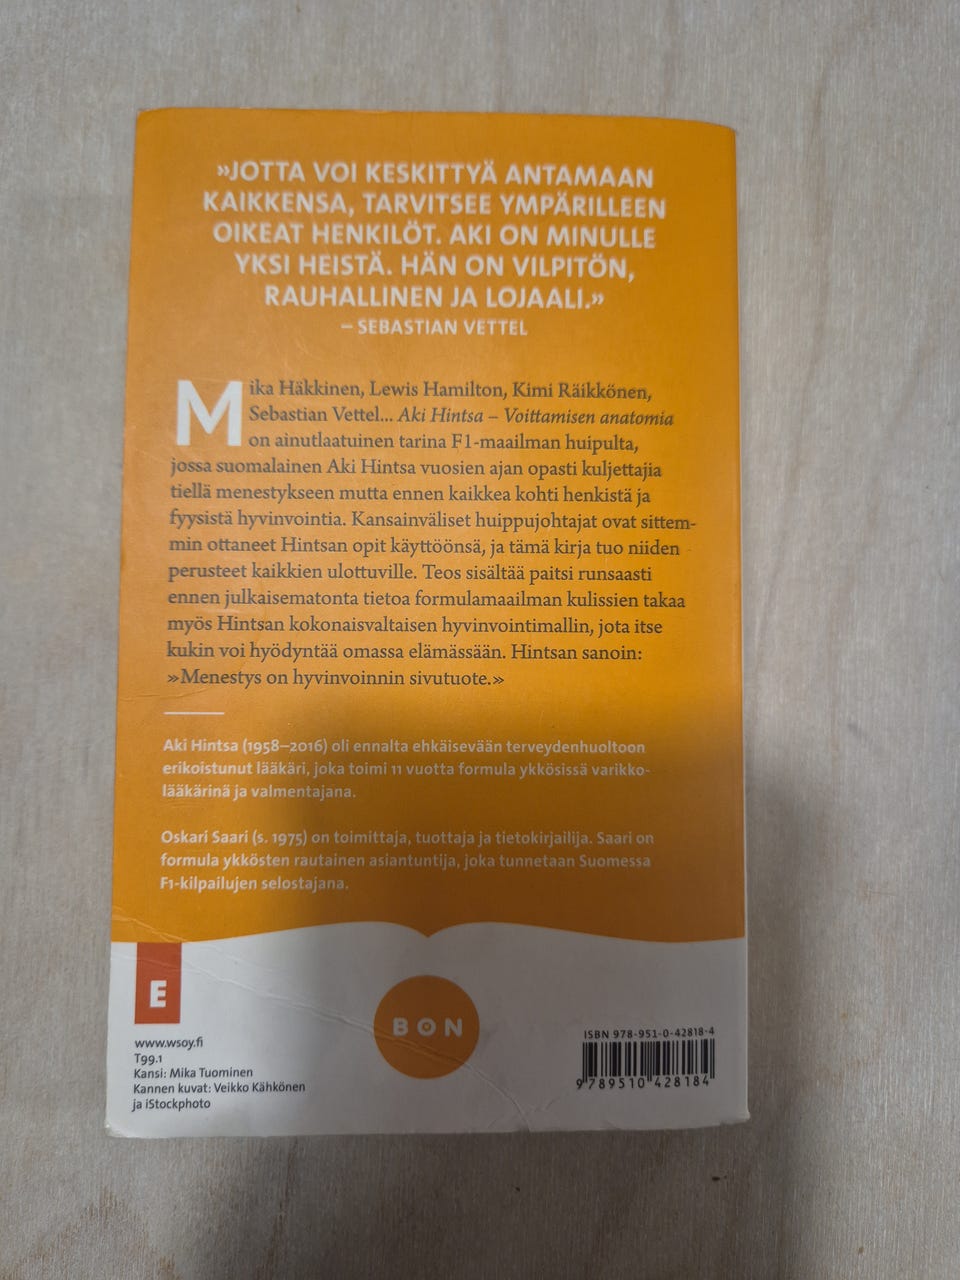 »JOTTA VOI KESKITTYÄ ANTAMAAN
KAIKKENSA, TARVITSEE YMPÄRILLEEN
OIKEAT HENKILÖT. AKI ON MINULLE
YKSI HEISTÄ. HÄN ON VILPITÖN,
RAUHALLINEN JA LOJAALI.»
– SEBASTIAN VETTEL
Mika Häkkinen, Lewis Hamilton, Kimi Räikkönen,
Sebastian Vettel... Aki Hintsa – Voittamisen anatomia
on ainutlaatuinen tarina F1-maailman huipulta,
jossa suomalainen Aki Hintsa vuosien ajan opasti kuljettajia
tiellä menestykseen mutta ennen kaikkea kohti henkistä ja
fyysistä hyvinvointia. Kansainväliset huippujohtajat ovat sittem-
min ottaneet Hintsan opit käyttöönsä, ja tämä kirja tuo niiden
perusteet kaikkien ulottuville. Teos sisältää paitsi runsaasti
ennen julkaisematonta tietoa formulamaailman kulissien takaa
myös Hintsan kokonaisvaltaisen hyvinvointimallin, jota itse
kukin voi hyödyntää omassa elämässään. Hintsan sanoin:
»Menestys on hyvinvoinnin sivutuote.»
Aki Hintsa (1958–2016) oli ennalta ehkäisevään terveydenhuoltoon
erikoistunut lääkäri, joka toimi 11 vuotta formula ykkösissä varikko-
lääkärinä ja valmentajana.
Oskari Saari (s. 1975) on toimittaja, tuottaja ja tietokirjailija. Saari on
formula ykkösten rautainen asiantuntija, joka tunnetaan Suomessa
F1-kilpailujen selostajana.
E
BON
www.wsoy.fi
T99.1
Kansi: Mika Tuominen
Kannen kuvat: Veikko Kähkönen
ja iStockphoto
ISBN 978-951-0-42818-4
9 789510 428184